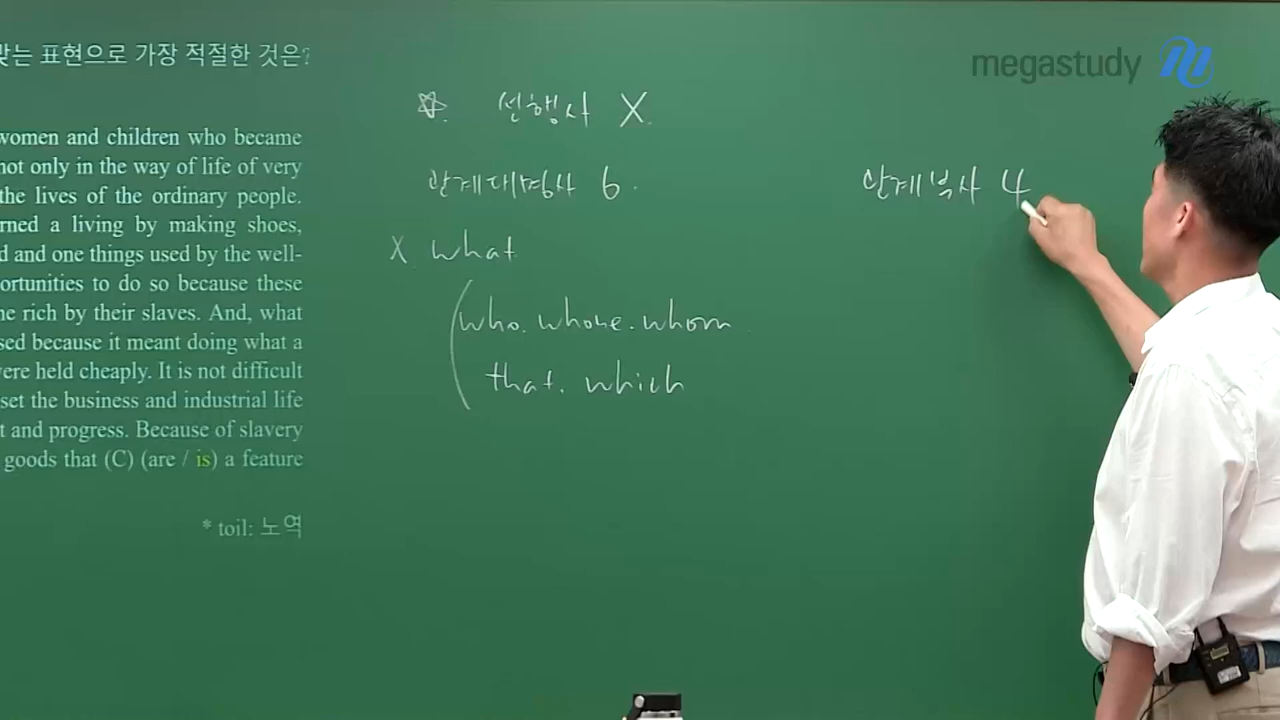 맞는 표현으로 가장 적절한 것은?
women and children who became
not only in the way of life of very
the lives of the ordinary people.
rned a living by making shoes,
d and one things used by the well-
ortunities to do so because these
ne rich by their slaves. And, what
sed because it meant doing what a
vere held cheaply. It is not difficult
set the business and industrial life
t and progress. Because of slavery
goods that (C) (are / is) a feature
* toil: 노역
선행사 X
관계대명사 6
X what
who. whose. whom
that. which
관계부사 4
megastudy